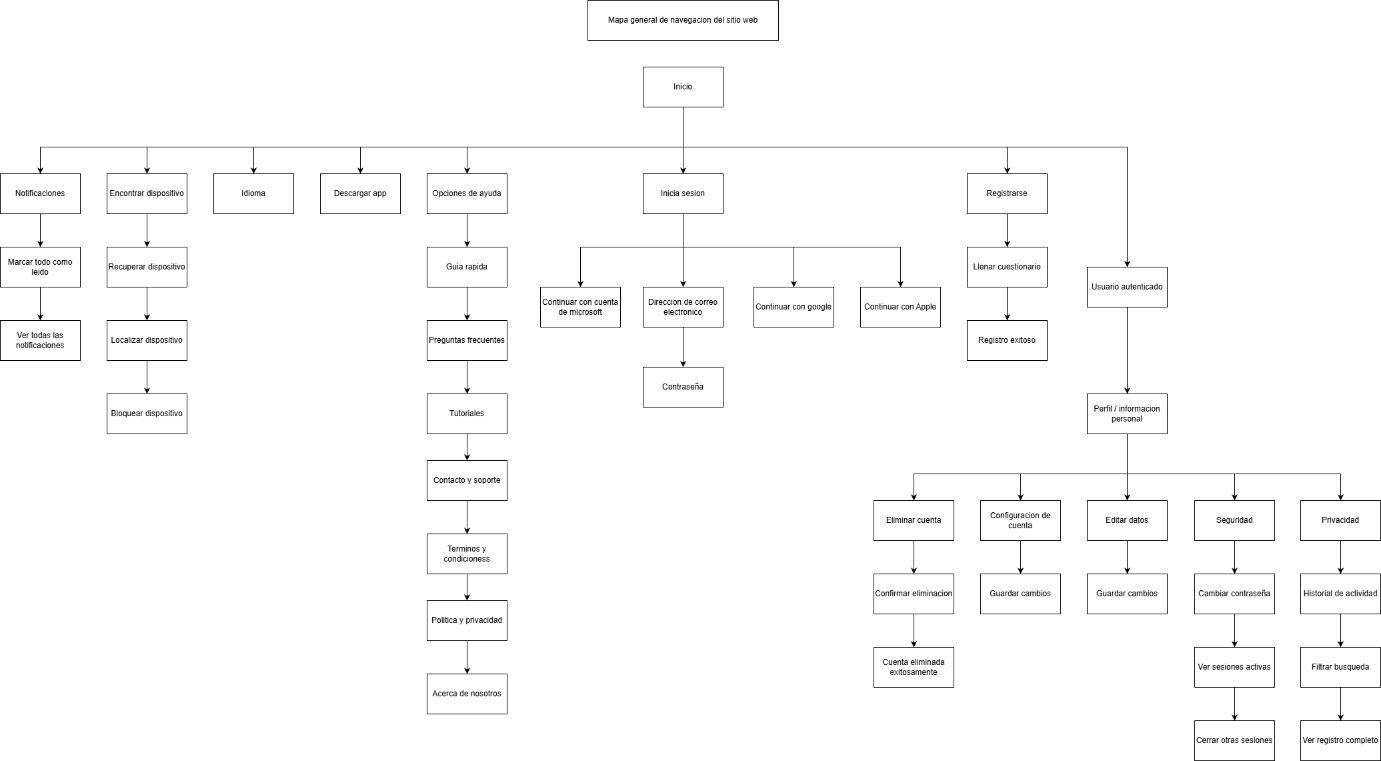 Mapa general de navegacion del sitio web
Inicio
Notificaciones
Encontrar dispositivo
Idioma
Descargar app
Opciones de ayuda
Inicia sesion
Registrarse
Marcar todo como
leido
Recuperar dispositivo
Guia rapida
Llenar cuestionario
Usuario autenticado
Continuar con cuenta
de microsoft
Direccion de correo
electronico
Continuar con google
Continuar con Apple
Ver todas las
notificaciones
Localizar dispositivo
Preguntas frecuentes
Registro exitoso
Contraseña
Bloquear dispositivo
Tutoriales
Perfil / informacion
personal
Contacto y soporte
Eliminar cuenta
Configuracion de
cuenta
Editar datos
Seguridad
Privacidad
Terminos y
condicioness
Confirmar eliminacion
Guardar cambios
Guardar cambios
Cambiar contraseña
Historial de actividad
Politica y privacidad
Cuenta eliminada
exitosamente
Ver sesiones activas
Filtrar busqueda
Acerca de nosotros
Cerrar otras sesiones
Ver registro completo